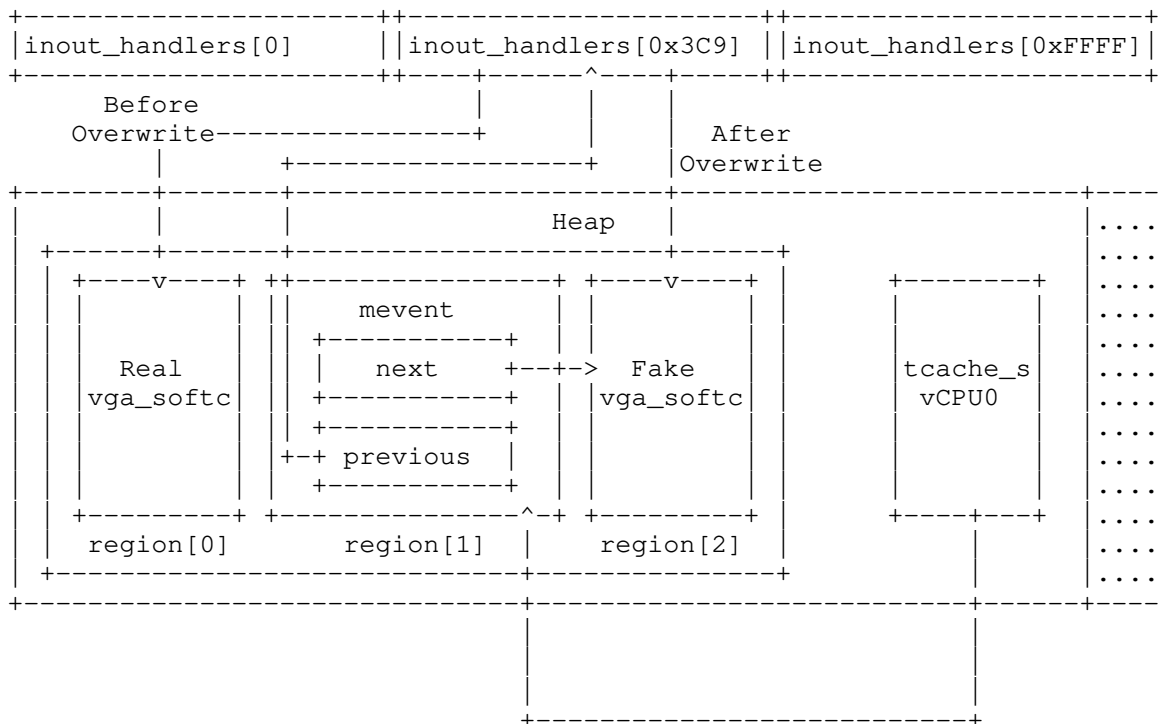 inout_handlers[0] inout_handlers[0x3C9] inout_handlers[0xFFFF]
Before
Overwrite After
Overwrite
Heap ....
....
....
mevent ....
....
Real next Fake tcache_s ....
vga_softc vga_softc vCPU0 ....
....
previous ....
....
....
region[0] region[1] region[2] ....
....